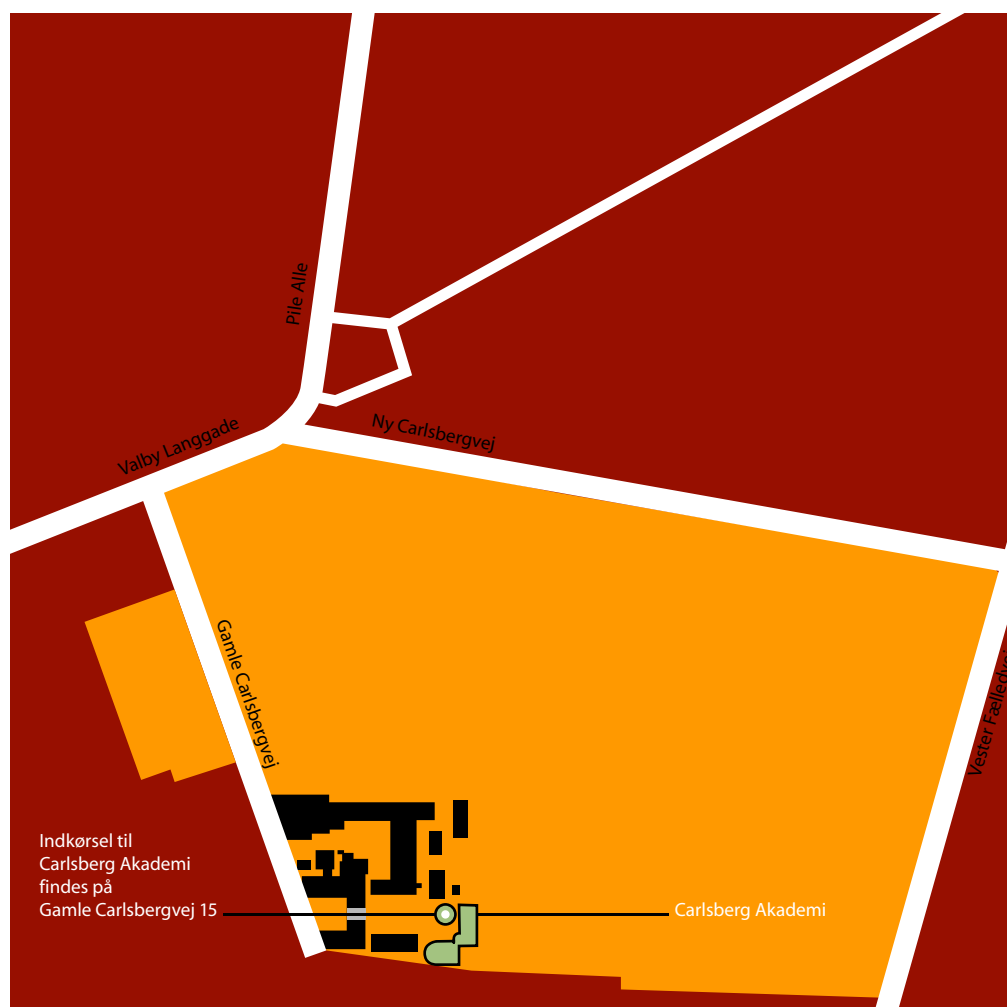 Pile Alle
Valby Langgade
Ny Carlsbergvej
Gamle Carlsbergvej
Vester
Indkørsel til
Carlsberg Akademi
findes på
Gamle Carlsbergvej 15
Carlsberg Akademi